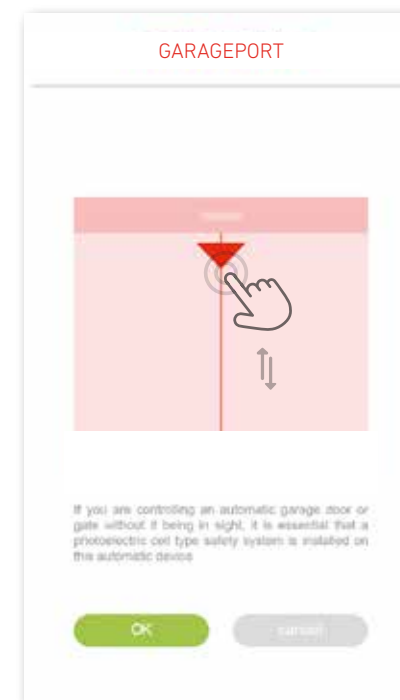 GARAGEPORT
If you are controlling an automatic garage door or
gate without it being in sight, it is essential that a
photoelectric cell type safety system is installed on
this automatic device
OK
cancel